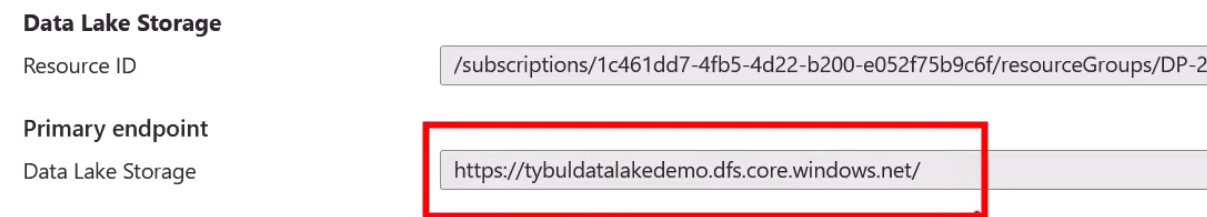 Data Lake Storage
Resource ID /subscriptions/1c461dd7-4fb5-4d22-b200-e052f75b9c6f/resourceGroups/DP-2
Primary endpoint
Data Lake Storage https://tybuldatalakedemo.dfs.core.windows.net/